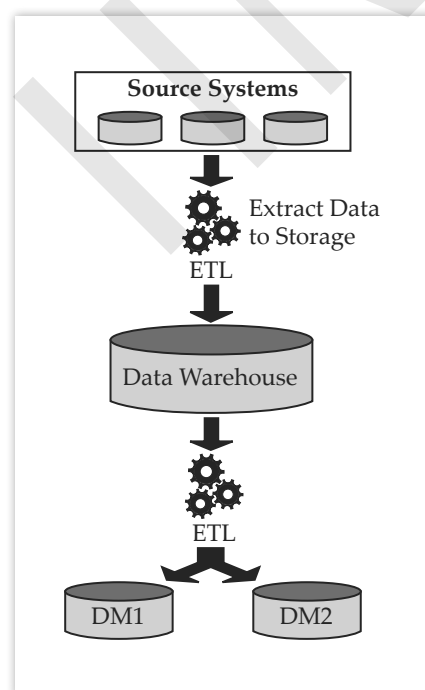 Source Systems
Extract Data
to Storage
ETL
Data Warehouse
ETL
DM1
DM2